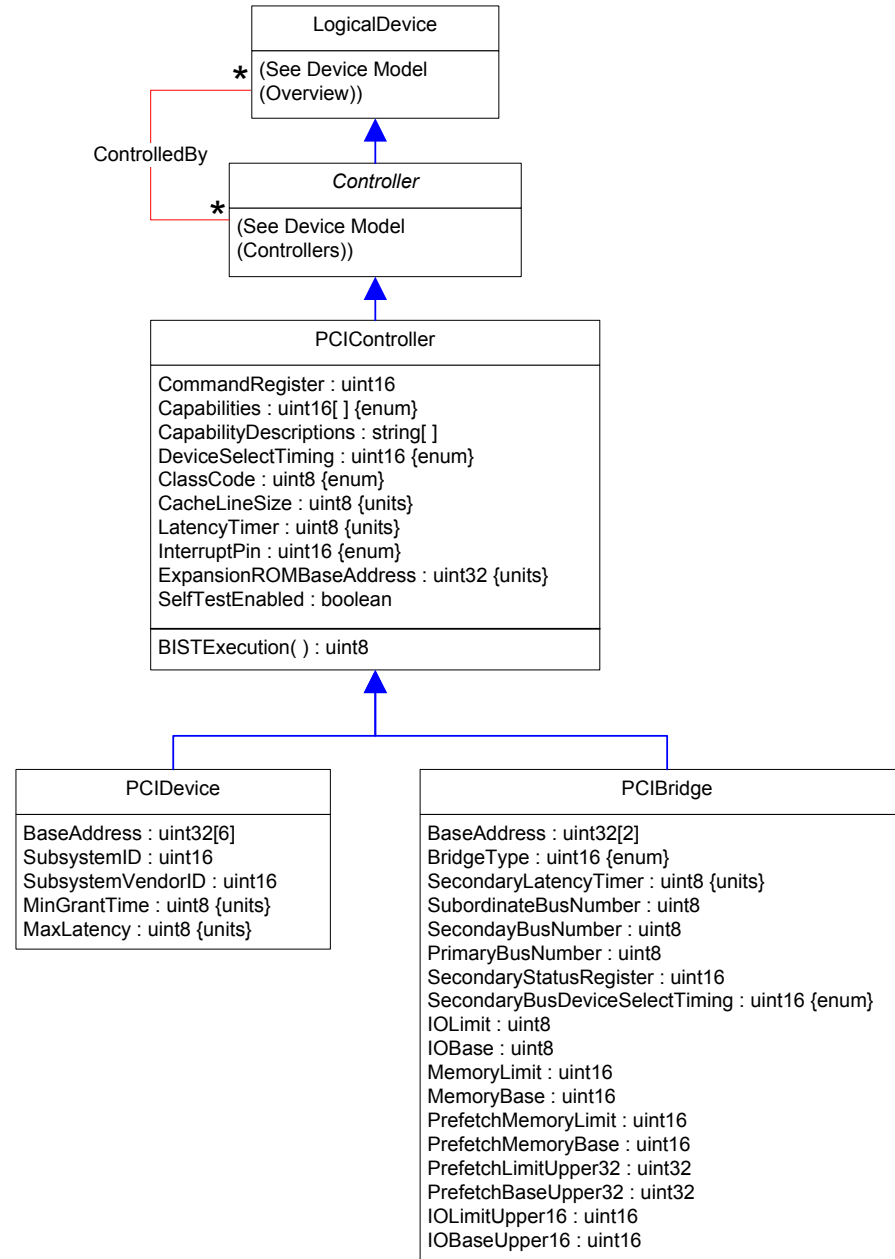 LogicalDevice
*
(See Device Model
(Overview))
ControlledBy
Controller
*
(See Device Model
(Controllers))
PCIController
CommandRegister : uint16
Capabilities : uint16[ ] {enum}
CapabilityDescriptions : string[ ]
DeviceSelectTiming : uint16 {enum}
ClassCode : uint8 {enum}
CacheLineSize : uint8 {units}
LatencyTimer : uint8 {units}
InterruptPin : uint16 {enum}
ExpansionROMBaseAddress : uint32 {units}
SelfTestEnabled : boolean
BISTExecution( ) : uint8
PCIDevice
BaseAddress : uint32[6]
SubsystemID : uint16
SubsystemVendorID : uint16
MinGrantTime : uint8 {units}
MaxLatency : uint8 {units}
PCIBridge
BaseAddress : uint32[2]
BridgeType : uint16 {enum}
SecondaryLatencyTimer : uint8 {units}
SubordinateBusNumber : uint8
SecondayBusNumber : uint8
PrimaryBusNumber : uint8
SecondaryStatusRegister : uint16
SecondaryBusDeviceSelectTiming : uint16 {enum}
IOLimit : uint8
IOBase : uint8
MemoryLimit : uint16
MemoryBase : uint16
PrefetchMemoryLimit : uint16
PrefetchMemoryBase : uint16
PrefetchLimitUpper32 : uint32
PrefetchBaseUpper32 : uint32
IOLimitUpper16 : uint16
IOBaseUpper16 : uint16